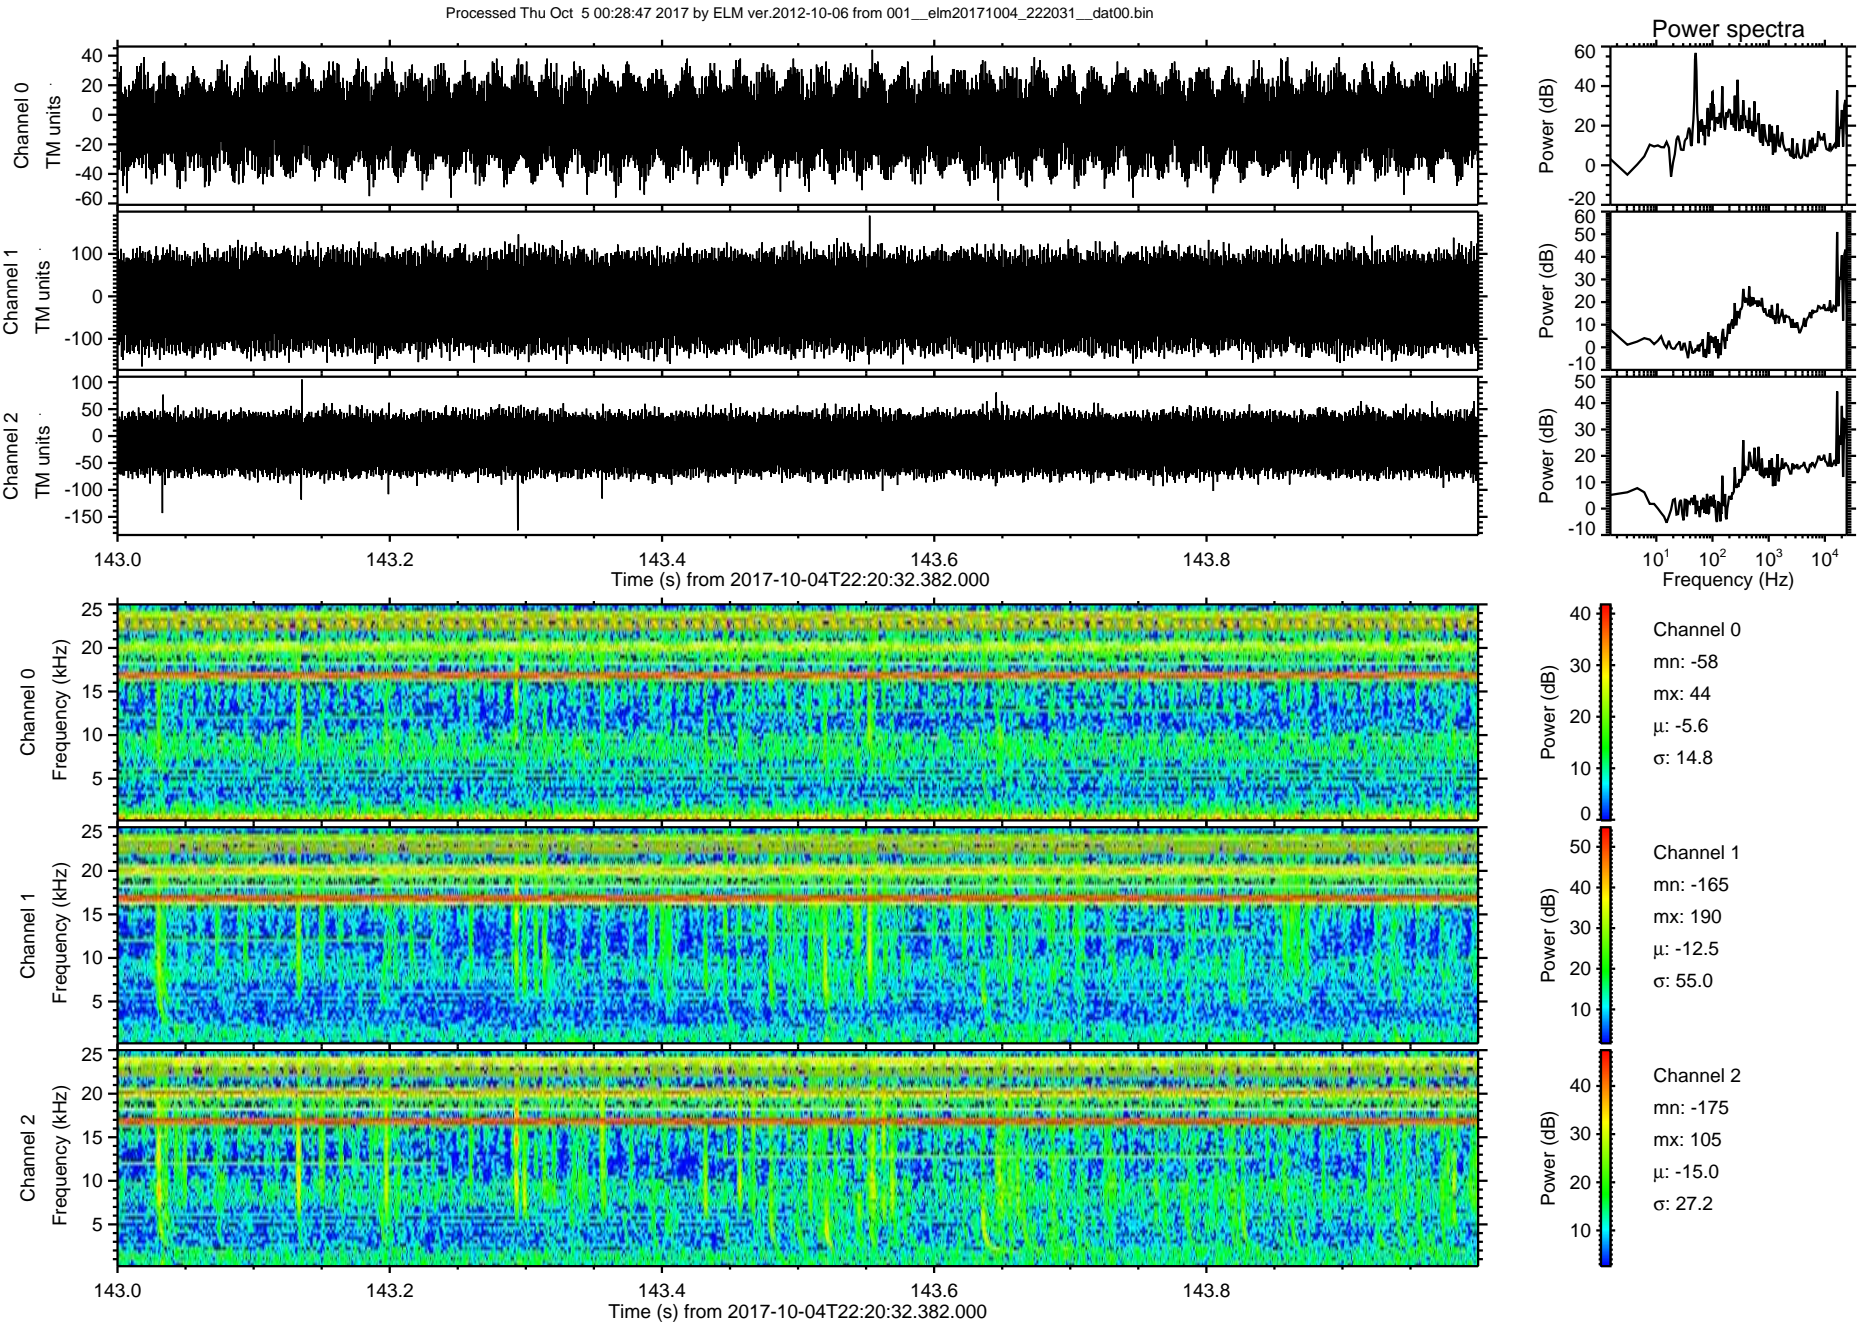 Processed Thu Oct  5 00:28:47 2017 by ELM ver.2012-10-06 from 001__elm20171004_222031__dat00.bin
Power spectra
Channel 0
TM units
40
20
0
-20
-40
-60
Power (dB)
60
40
20
0
-20
Channel 1
TM units
100
0
-100
Power (dB)
60
50
40
30
20
10
0
-10
Channel 2
TM units
100
50
0
-50
-100
-150
Power (dB)
50
40
30
20
10
0
-10
143.0 143.2 143.4 143.6 143.8
Time (s) from 2017-10-04T22:20:32.382.000
10^1 10^2 10^3 10^4
Frequency (Hz)
Channel 0
Frequency (kHz)
25
20
15
10
5
Power (dB)
40
30
20
10
0
Channel 0
mn: -58
mx: 44
μ: -5.6
σ: 14.8
Channel 1
Frequency (kHz)
25
20
15
10
5
Power (dB)
50
40
30
20
10
Channel 1
mn: -165
mx: 190
μ: -12.5
σ: 55.0
Channel 2
Frequency (kHz)
25
20
15
10
5
Power (dB)
40
30
20
10
Channel 2
mn: -175
mx: 105
μ: -15.0
σ: 27.2
143.0 143.2 143.4 143.6 143.8
Time (s) from 2017-10-04T22:20:32.382.000